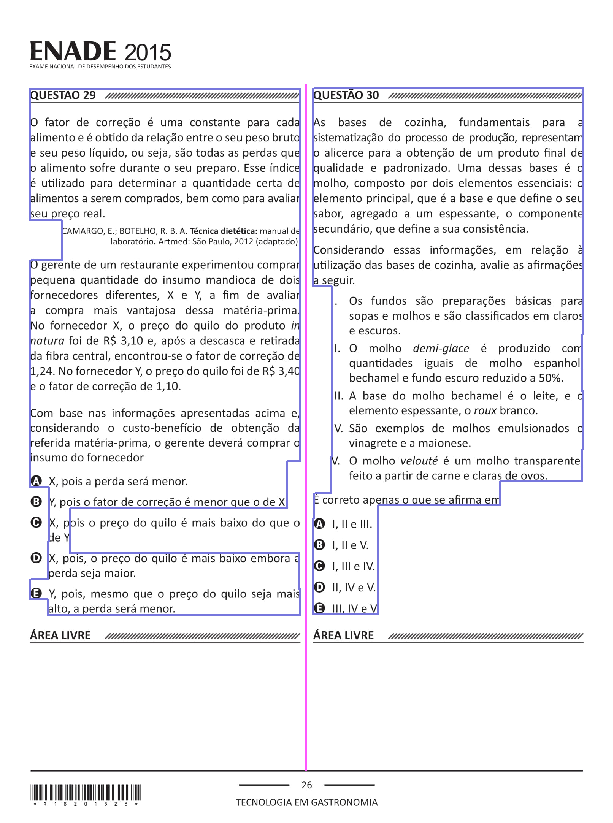 ENADE 2015
EXAME NACIONAL DE DESEMPENHO DOS ESTUDANTES
QUESTÃO 29
O fator de correção é uma constante para cada
alimento e é obtido da relação entre o seu peso bruto
e seu peso líquido, ou seja, são todas as perdas que
o alimento sofre durante o seu preparo. Esse índice
é utilizado para determinar a quantidade certa de
alimentos a serem comprados, bem como para avaliar
seu preço real.
CAMARGO, E.; BOTELHO, R. B. A. Técnica dietética: manual de
laboratório. Artmed: São Paulo, 2012 (adaptado)
O gerente de um restaurante experimentou comprar
pequena quantidade do insumo mandioca de dois
fornecedores diferentes, X e Y, a fim de avaliar
a compra mais vantajosa dessa matéria-prima.
No fornecedor X, o preço do quilo do produto in
natura foi de R$ 3,10 e, após a descasca e retirada
da fibra central, encontrou-se o fator de correção de
1,24. No fornecedor Y, o preço do quilo foi de R$ 3,40
e o fator de correção de 1,10.
Com base nas informações apresentadas acima e,
considerando o custo-benefício de obtenção da
referida matéria-prima, o gerente deverá comprar o
insumo do fornecedor
A X, pois a perda será menor.
B Y, pois o fator de correção é menor que o de X
C X, pois o preço do quilo é mais baixo do que o
de Y
D X, pois, o preço do quilo é mais baixo embora a
perda seja maior.
E Y, pois, mesmo que o preço do quilo seja mais
alto, a perda será menor.
ÁREA LIVRE
QUESTÃO 30
As bases de cozinha, fundamentais para a
sistematização do processo de produção, representam
o alicerce para a obtenção de um produto final de
qualidade e padronizado. Uma dessas bases é o
molho, composto por dois elementos essenciais: o
elemento principal, que é a base e que define o seu
sabor, agregado a um espessante, o componente
secundário, que define a sua consistência.
Considerando essas informações, em relação à
utilização das bases de cozinha, avalie as afirmações
a seguir.
I. Os fundos são preparações básicas para
sopas e molhos e são classificados em claros
e escuros.
II. O molho demi-glace é produzido com
quantidades iguais de molho espanhol
bechamel e fundo escuro reduzido a 50%.
III. A base do molho bechamel é o leite, e o
elemento espessante, o roux branco.
IV. São exemplos de molhos emulsionados o
vinagrete e a maionese.
V. O molho velouté é um molho transparente
feito a partir de carne e claras de ovos.
É correto apenas o que se afirma em
A I, II e III.
B I, II e V.
C I, III e IV.
D II, IV e V.
E III, IV e V
ÁREA LIVRE
26
TECNOLOGIA EM GASTRONOMIA